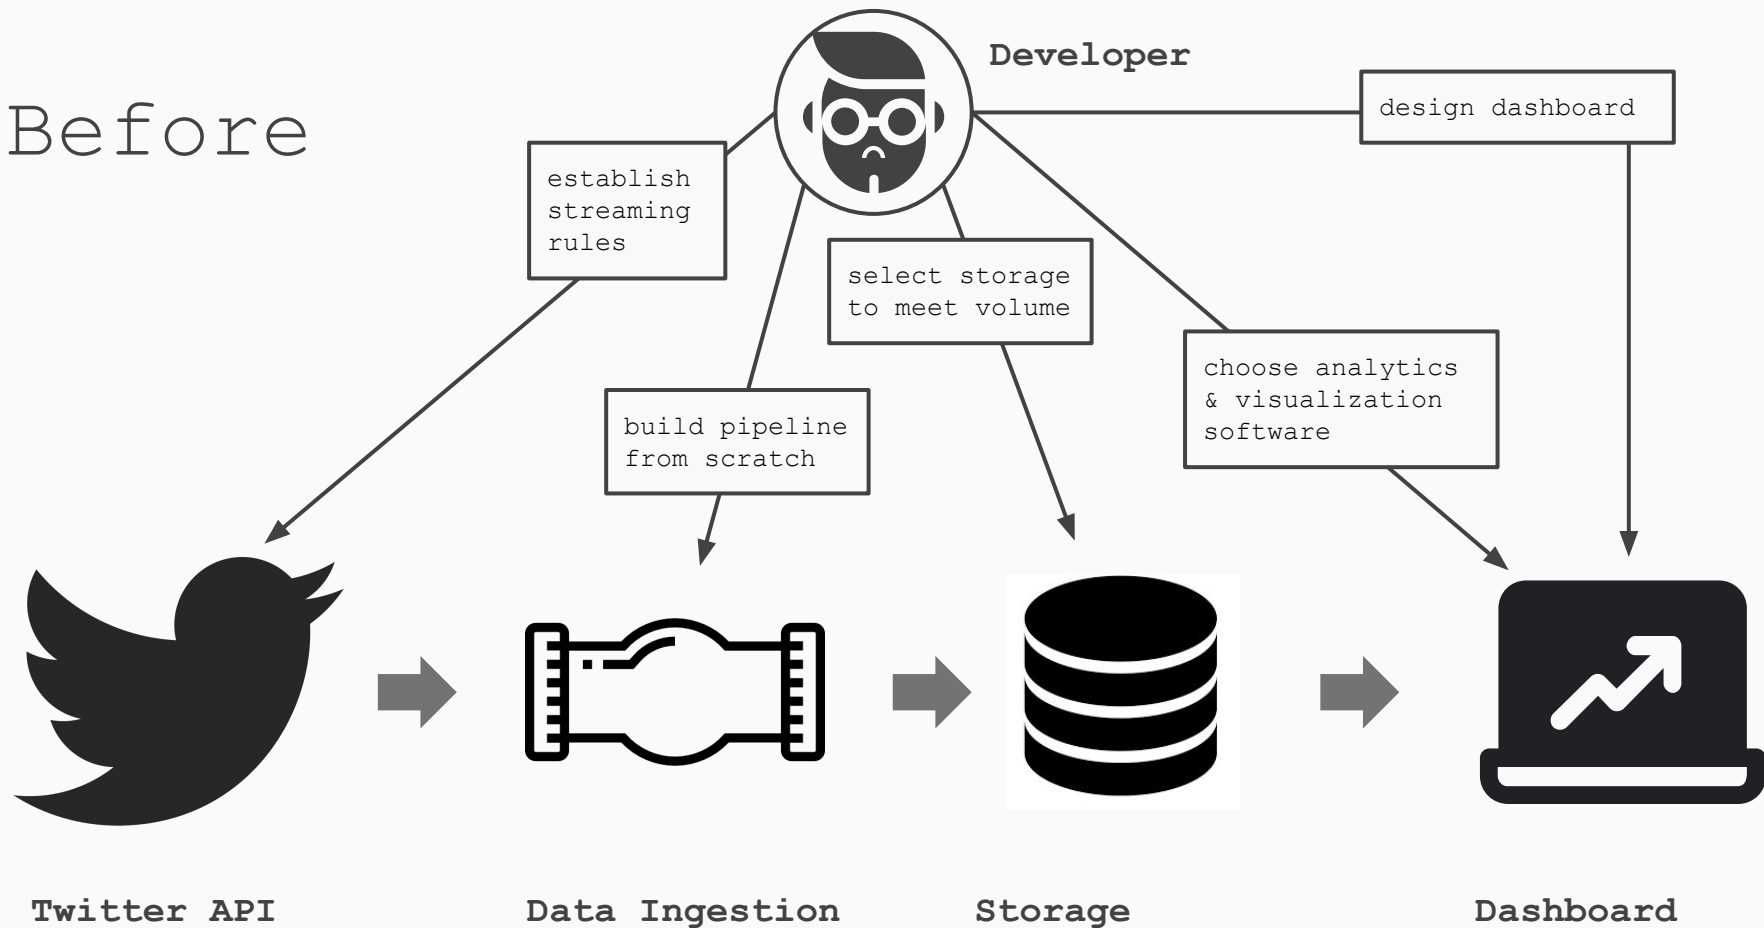 Before
Developer
design dashboard
establish
streaming
rules
select storage
to meet volume
choose analytics
& visualization
software
build pipeline
from scratch
Twitter API
Data Ingestion
Storage
Dashboard